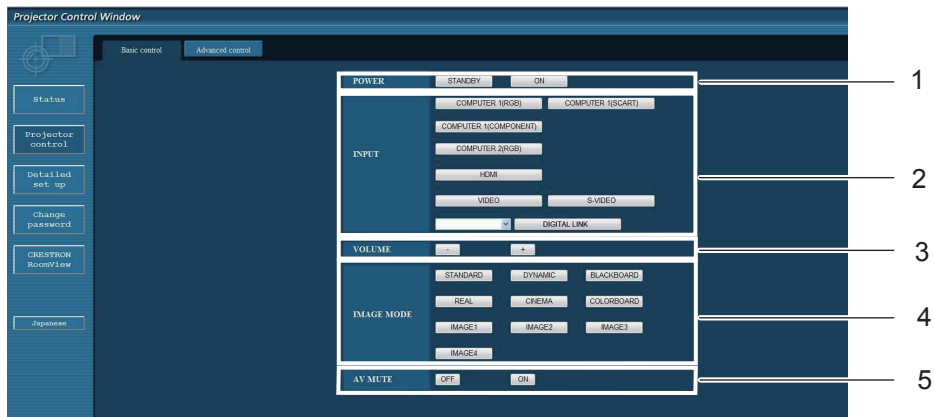 Projector Control Window
Basic control Advanced control
Status
Projector control
Detailed set up
Change password
CRESTRON RoomView
Japanese
POWER STANDBY ON
1
INPUT
COMPUTER 1(RGB) COMPUTER 1(SCART)
COMPUTER 1(COMPONENT)
COMPUTER 2(RGB)
HDMI
VIDEO S-VIDEO
DIGITAL LINK
2
VOLUME - +
3
IMAGE MODE
STANDARD DYNAMIC BLACKBOARD
REAL CINEMA COLORBOARD
IMAGE1 IMAGE2 IMAGE3
IMAGE4
4
AV MUTE OFF ON
5